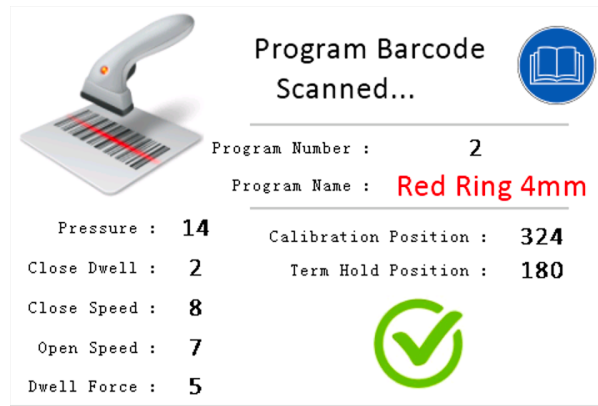 Program Barcode
Scanned...
Program Number : 2
Program Name : Red Ring 4mm
Pressure : 14
Close Dwell : 2
Close Speed : 8
Open Speed : 7
Dwell Force : 5
Calibration Position : 324
Term Hold Position : 180